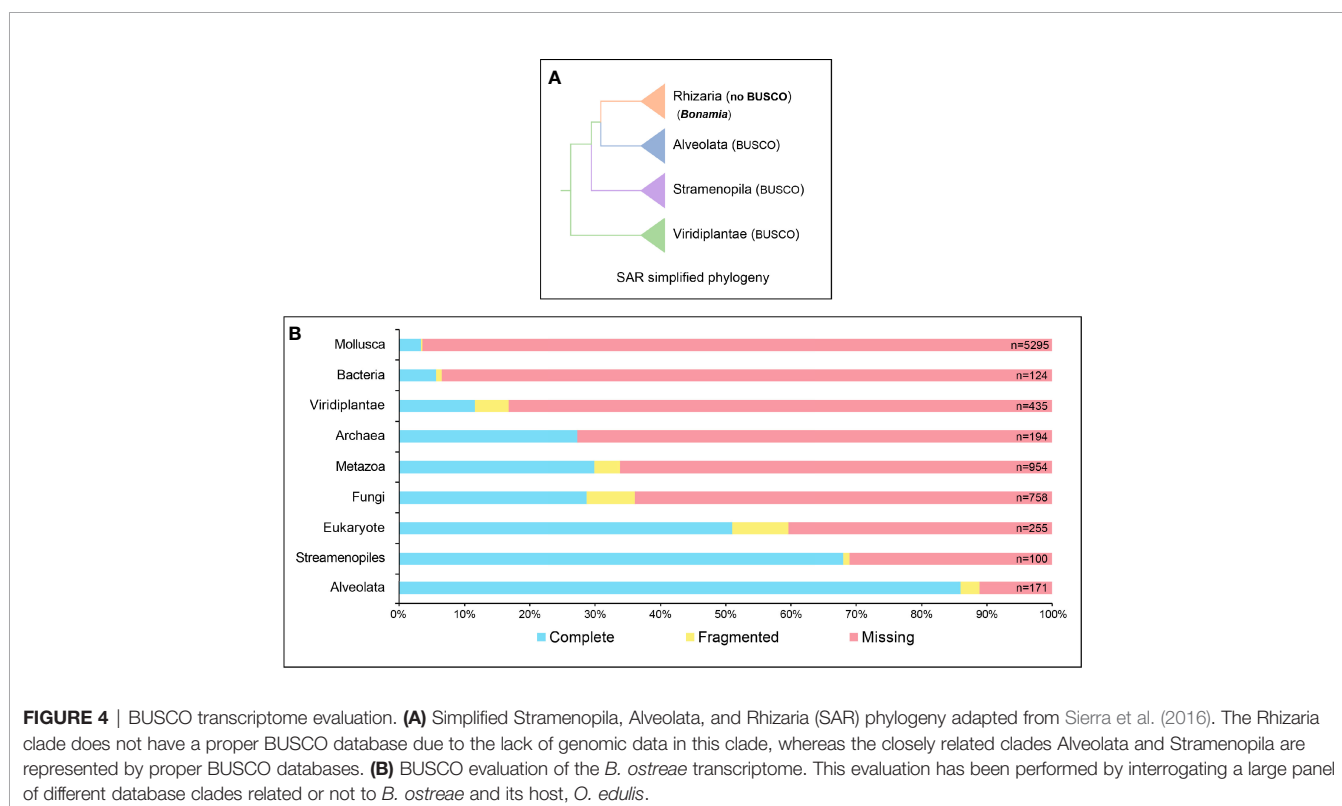 A
Rhizaria (no BUSCO)
(Bonamia)
Alveolata (BUSCO)
Stramenopila (BUSCO)
Viridiplantae (BUSCO)
SAR simplified phylogeny
B
Mollusca n=5295
Bacteria n=124
Viridiplantae n=435
Archaea n=194
Metazoa n=954
Fungi n=758
Eukaryote n=255
Streamenopiles n=100
Alveolata n=171
0% 10% 20% 30% 40% 50% 60% 70% 80% 90% 100%
Complete Fragmented Missing
FIGURE 4 | BUSCO transcriptome evaluation. (A) Simplified Stramenopila, Alveolata, and Rhizaria (SAR) phylogeny adapted from Sierra et al. (2016). The Rhizaria
clade does not have a proper BUSCO database due to the lack of genomic data in this clade, whereas the closely related clades Alveolata and Stramenopila are
represented by proper BUSCO databases. (B) BUSCO evaluation of the B. ostreae transcriptome. This evaluation has been performed by interrogating a large panel
of different database clades related or not to B. ostreae and its host, O. edulis.